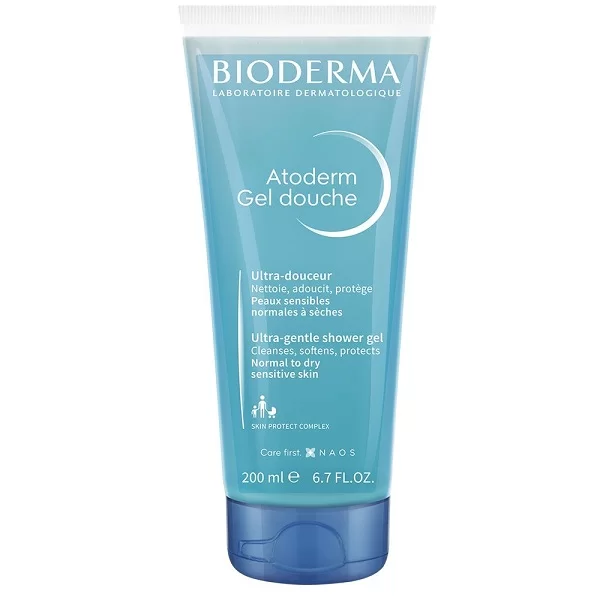 BIODERMA
LABORATOIRE DERMATOLOGIQUE
Atoderm
Gel douche
Ultra-douceur
Nettoie, adoucit, protège
Peaux sensibles
normales à sèches
Ultra-gentle shower gel
Cleanses, softens, protects
Normal to dry
sensitive skin
SKIN PROTECT COMPLEX
Care first. NAOS
200 ml ℮ 6.7 FL.OZ.